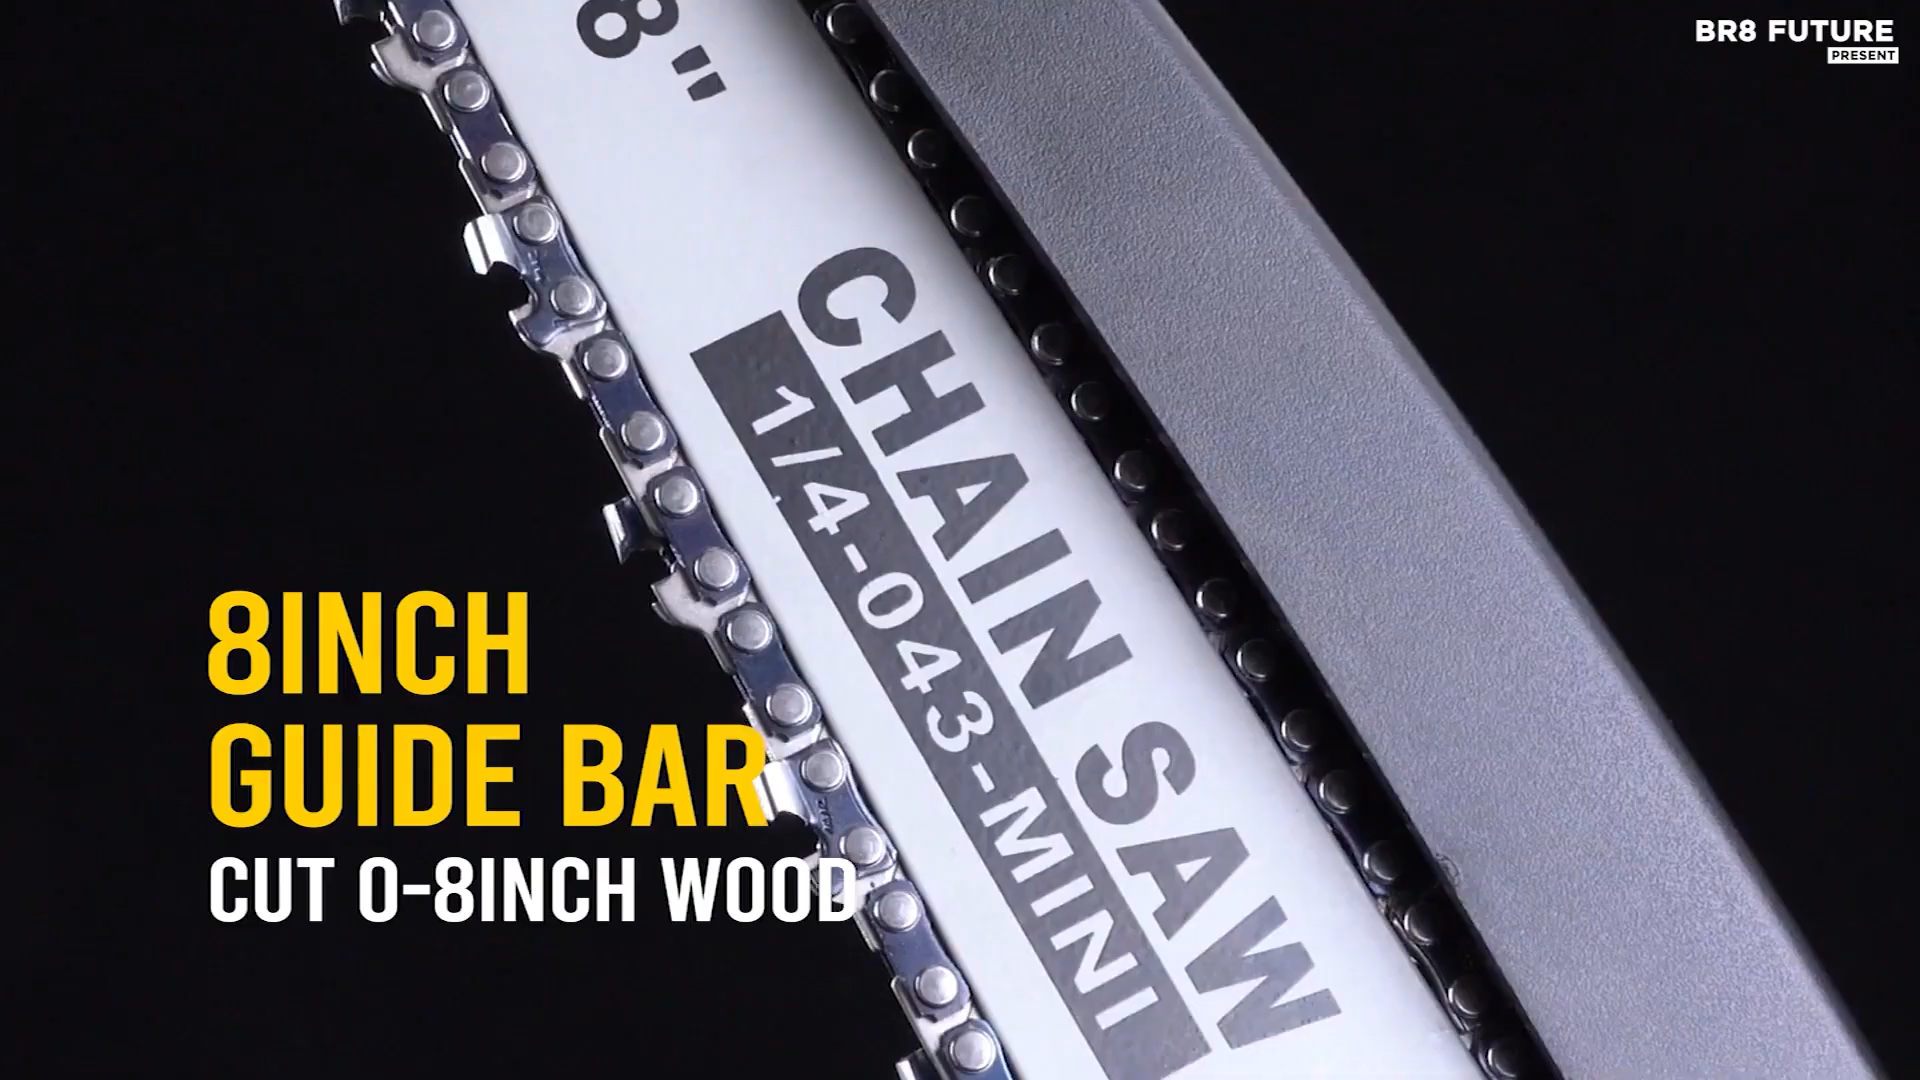 BR8 FUTURE
PRESENT
8"
CHAIN SAW
1/4-043-MINI
8INCH
GUIDE BAR
CUT 0-8INCH WOOD